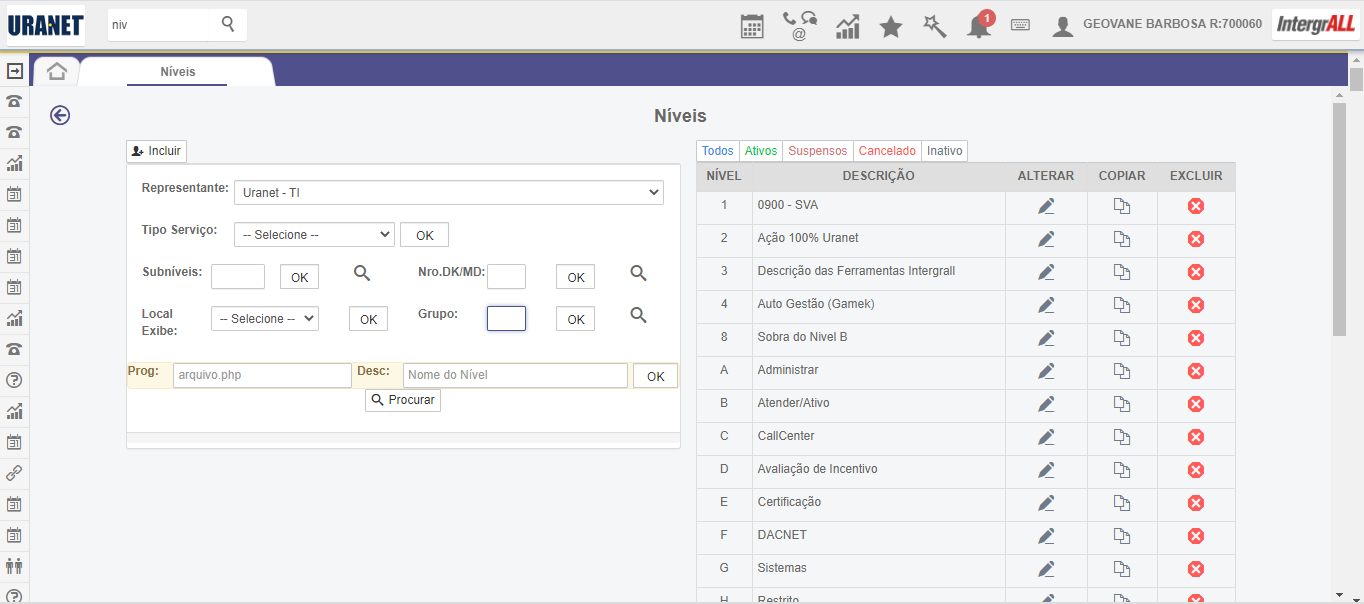 URANET
niv
@
1
GEOVANE BARBOSA R:700060
IntergrALL
Níveis
Níveis
Incluir
Representante: Uranet - TI
Tipo Serviço: -- Selecione -- OK
Subníveis: OK Nro.DK/MD: OK
Local Exibe: -- Selecione -- OK Grupo: OK
Prog: arquivo.php Desc: Nome do Nível OK
Procurar
Todos Ativos Suspensos Cancelado Inativo
NÍVEL DESCRIÇÃO ALTERAR COPIAR EXCLUIR
1 0900 - SVA
2 Ação 100% Uranet
3 Descrição das Ferramentas Intergrall
4 Auto Gestão (Gamek)
8 Sobra do Nivel B
A Administrar
B Atender/Ativo
C CallCenter
D Avaliação de Incentivo
E Certificação
F DACNET
G Sistemas
H Restrito